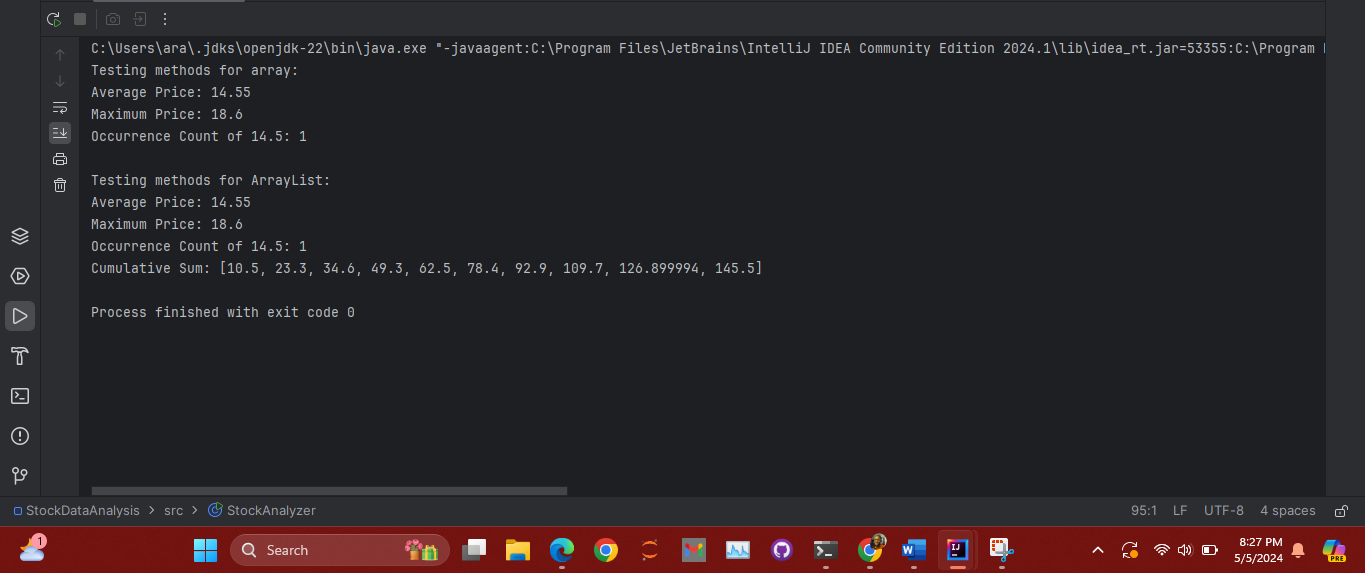 C:\Users\ara\.jdks\openjdk-22\bin\java.exe "-javaagent:C:\Program Files\JetBrains\IntelliJ IDEA Community Edition 2024.1\lib\idea_rt.jar=53355:C:\Program
Testing methods for array:
Average Price: 14.55
Maximum Price: 18.6
Occurrence Count of 14.5: 1
Testing methods for ArrayList:
Average Price: 14.55
Maximum Price: 18.6
Occurrence Count of 14.5: 1
Cumulative Sum: [10.5, 23.3, 34.6, 49.3, 62.5, 78.4, 92.9, 109.7, 126.899994, 145.5]
Process finished with exit code 0
StockDataAnalysis > src > StockAnalyzer 95:1 LF UTF-8 4 spaces
1 Search W IJ 8:27 PM PRE
5/5/2024